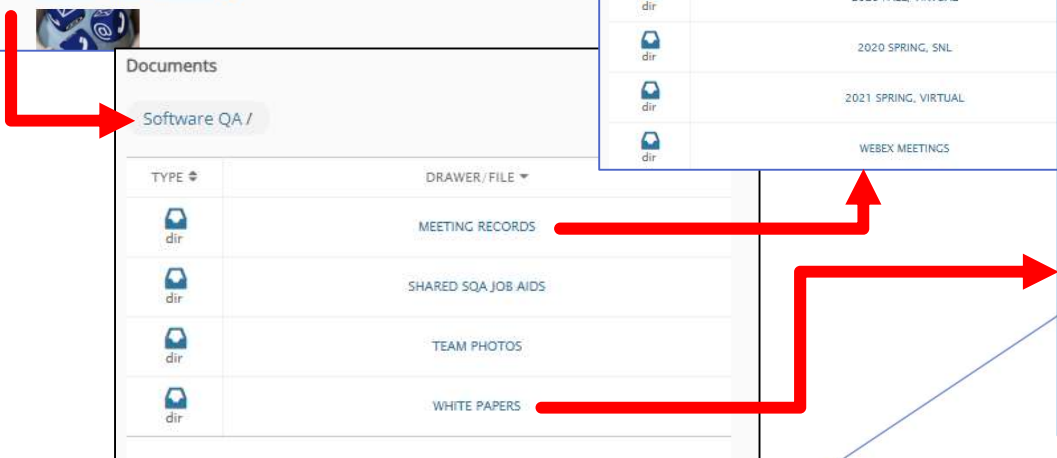 dir
dir
2020 SPRING, SNL
dir
2021 SPRING, VIRTUAL
dir
WEBEX MEETINGS
Documents
Software QA /
TYPE DRAWER/FILE
dir
MEETING RECORDS
dir
SHARED SQA JOB AIDS
dir
TEAM PHOTOS
dir
WHITE PAPERS